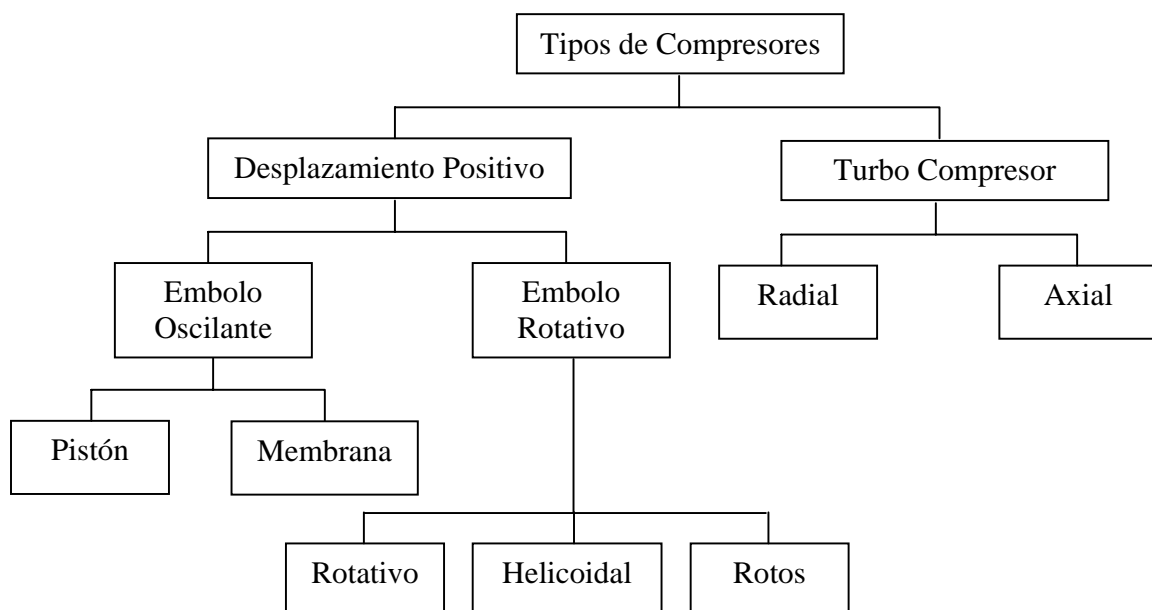 Tipos de Compresores
Desplazamiento Positivo
Turbo Compresor
Embolo
Oscilante
Embolo
Rotativo
Radial
Axial
Pistón
Membrana
Rotativo
Helicoidal
Rotos